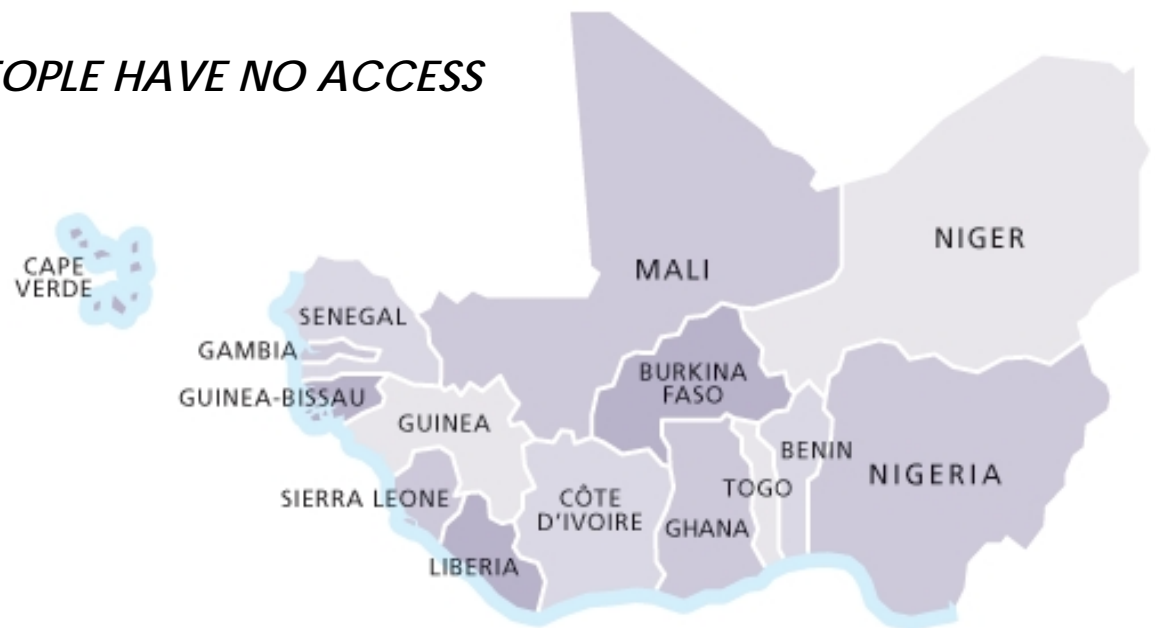 OPLE HAVE NO ACCESS
NIGER
CAPE
VERDE
MALI
SENEGAL
GAMBIA
BURKINA
FASO
GUINEA-BISSAU
GUINEA
BENIN
NIGERIA
TOGO
SIERRA LEONE
CÔTE
D'IVOIRE
GHANA
LIBERIA